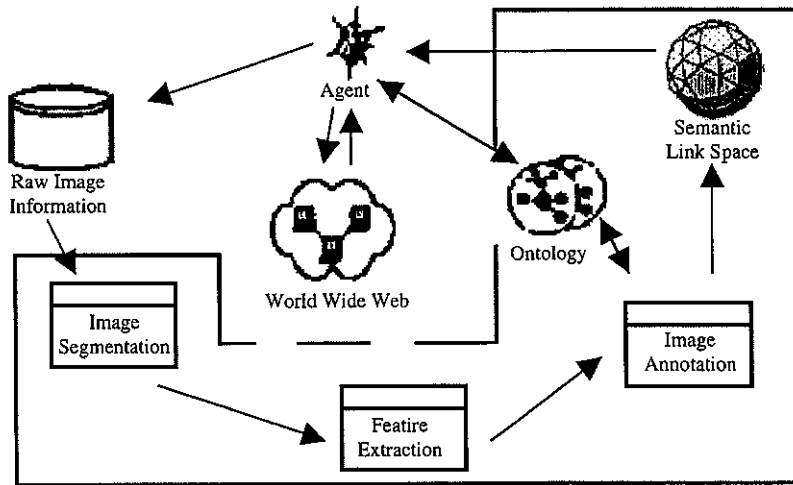 Agent
Semantic
Link Space
Raw Image
Information
Ontology
World Wide Web
Image
Segmentation
Image
Annotation
Featire
Extraction